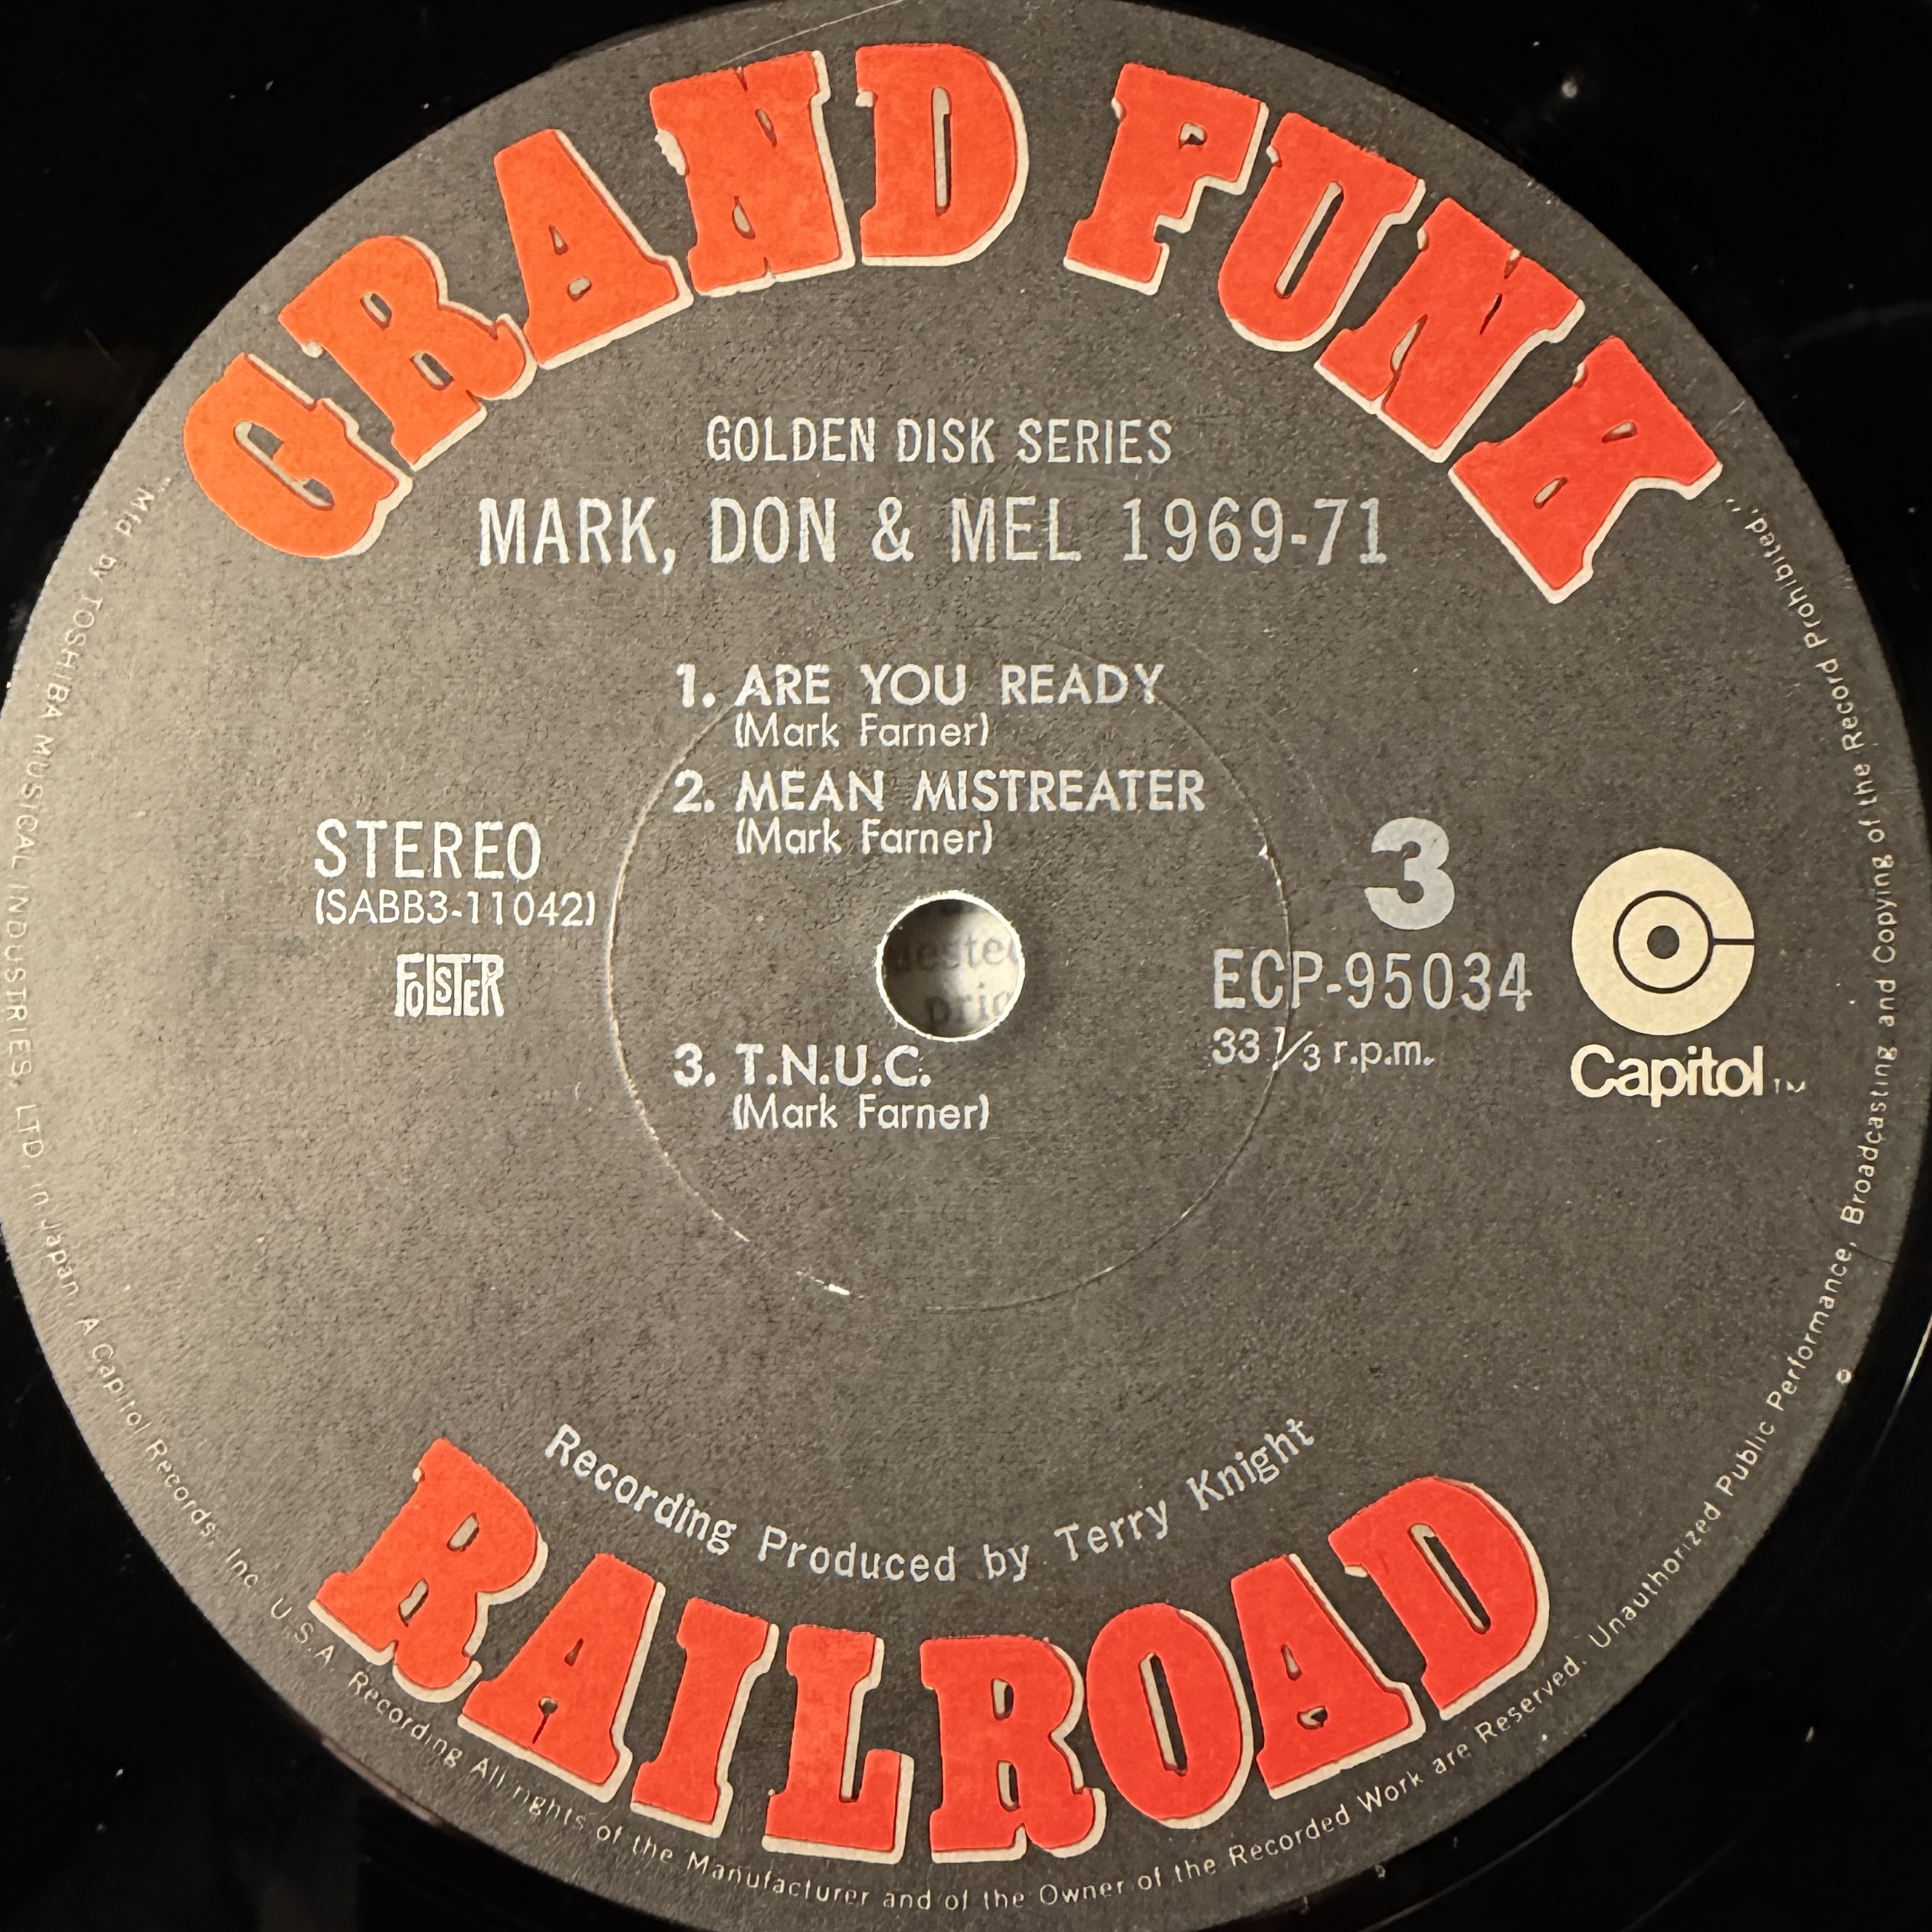 GRAND FUNK
GOLDEN DISK SERIES
MARK, DON & MEL 1969-71
1. ARE YOU READY
(Mark Farner)
2. MEAN MISTREATER
(Mark Farner)
STEREO
(SABB3-11042)
FOLSTER
3
ECP-95034
33 1/3 r.p.m.
Capitol™
3. T.N.U.C.
(Mark Farner)
Recording Produced by Terry Knight
RAILROAD
"Mfd by TOSHIBA MUSICAL INDUSTRIES, LTD. in Japan, A Capitol Records, Inc. U.S.A. Recording All rights of the Manufacturer and of the Owner of the Recorded Work are Reserved. Unauthorized Public Performance, Broadcasting and Copying of the Record Prohibited."